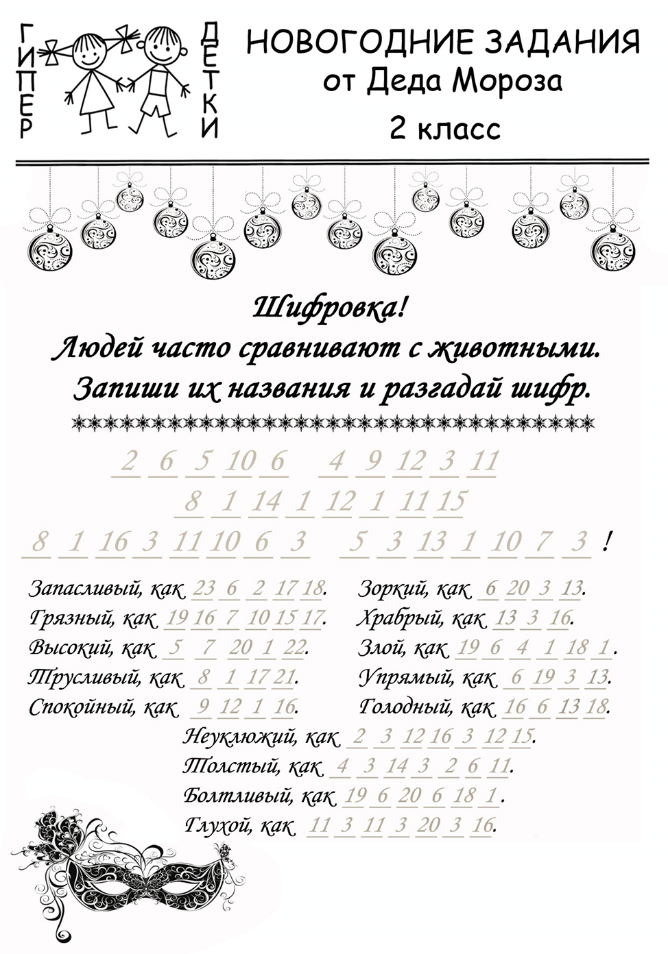 ГИПЕР
ДЕТКИ
НОВОГОДНИЕ ЗАДАНИЯ
от Деда Мороза
2 класс
Шифровка!
Людей часто сравнивают с животными.
Запиши их названия и разгадай шифр.
2 6 5 10 6 4 9 12 3 11
8 1 14 1 12 1 11 15
8 1 16 3 11 10 6 3 5 3 13 1 10 7 3 !
Запасливый, как 23 6 2 17 18.
Зоркий, как 6 20 3 13.
Грязный, как 19 16 7 10 15 17.
Храбрый, как 13 3 16.
Высокий, как 5 7 20 1 22.
Злой, как 19 6 4 1 18 1.
Трусливый, как 8 1 17 21.
Упрямый, как 6 19 3 13.
Спокойный, как 9 12 1 16.
Голодный, как 16 6 13 18.
Неуклюжий, как 2 3 12 16 3 12 15.
Толстый, как 4 3 14 3 2 6 11.
Болтливый, как 19 6 20 6 18 1.
Глухой, как 11 3 11 3 20 3 16.